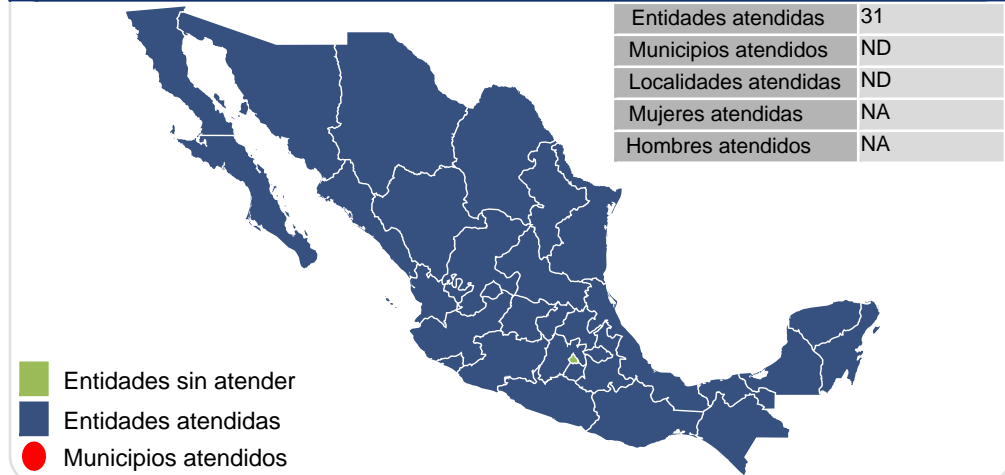 Entidades atendidas 31
Municipios atendidos ND
Localidades atendidas ND
Mujeres atendidas NA
Hombres atendidos NA
Entidades sin atender
Entidades atendidas
Municipios atendidos